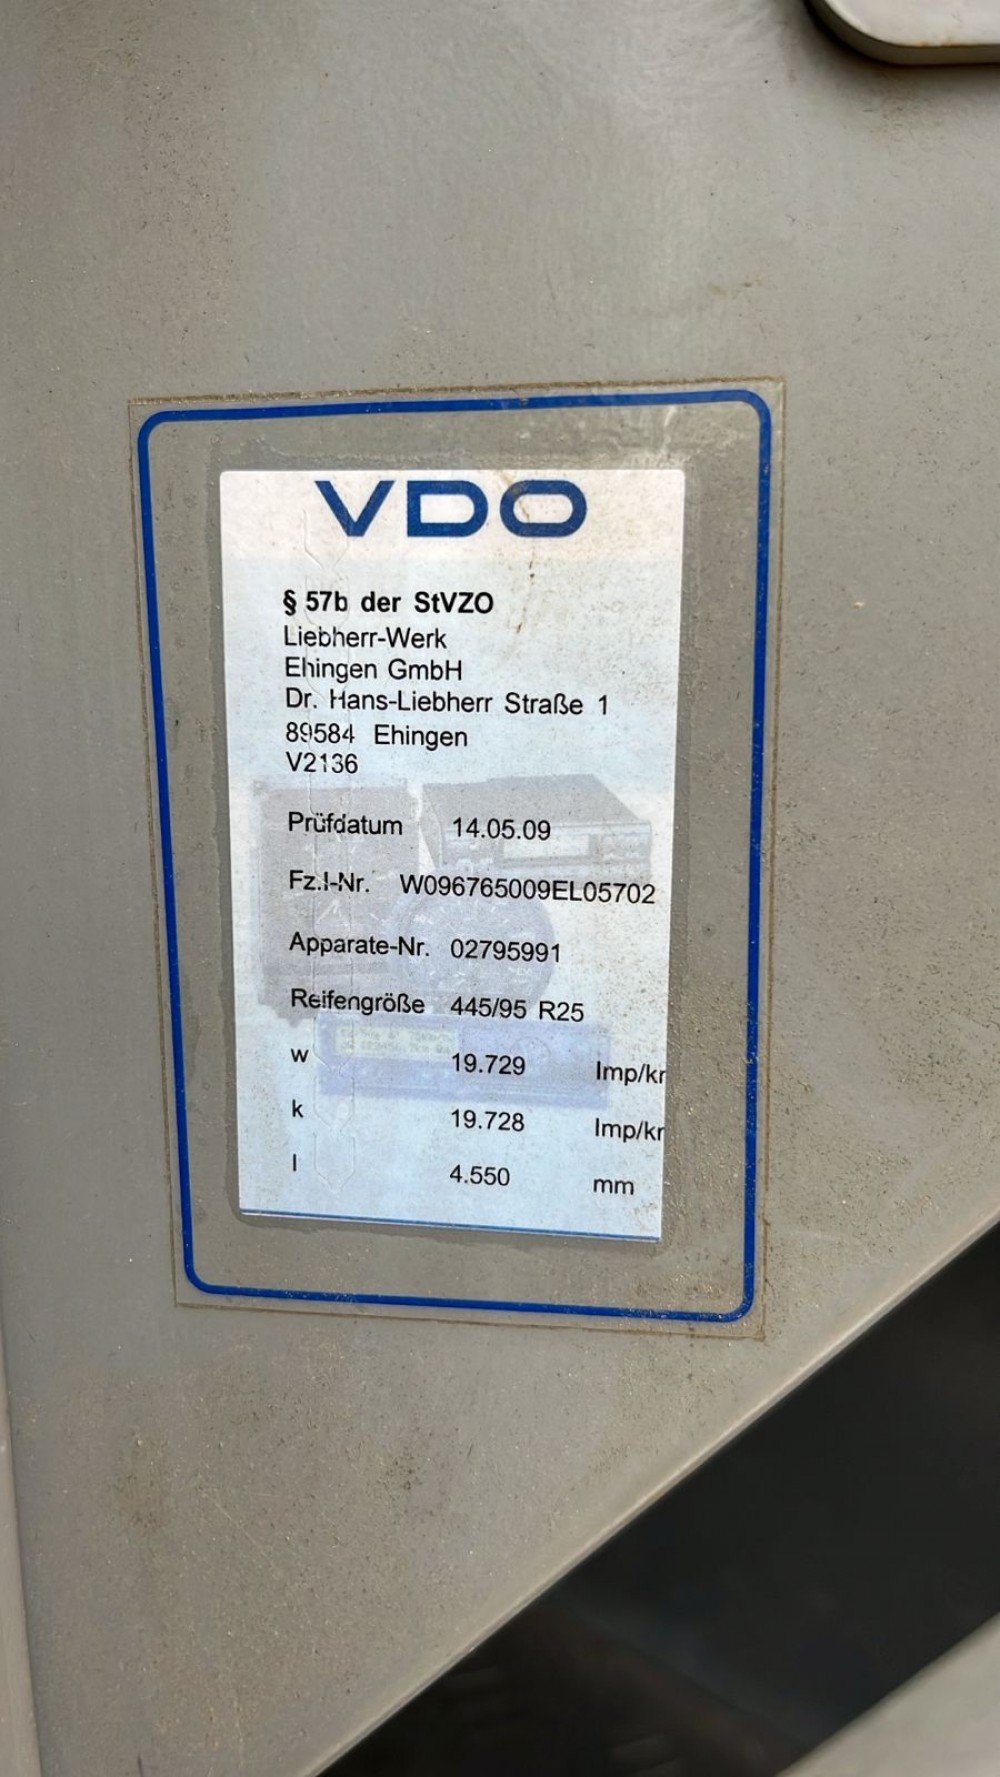 VDO
§ 57b der StVZO
Liebherr-Werk
Ehingen GmbH
Dr. Hans-Liebherr Straße 1
89584 Ehingen
V2136
Prüfdatum 14.05.09
Fz.I-Nr. W096765009EL05702
Apparate-Nr. 02795991
Reifengröße 445/95 R25
w 19.729 Imp/kr
k 19.728 Imp/kr
l 4.550 mm